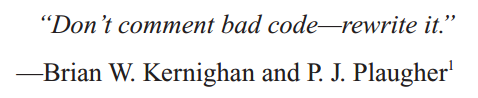 “Don’t comment bad code—rewrite it.”
—Brian W. Kernighan and P. J. Plaugher¹